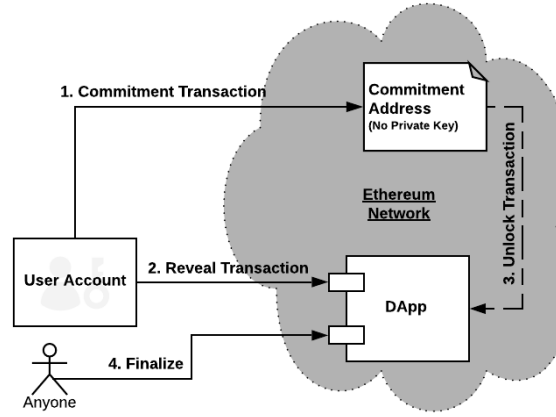 1. Commitment Transaction
Commitment
Address
(No Private Key)
Ethereum
Network
3. Unlock Transaction
User Account
2. Reveal Transaction
DApp
4. Finalize
Anyone